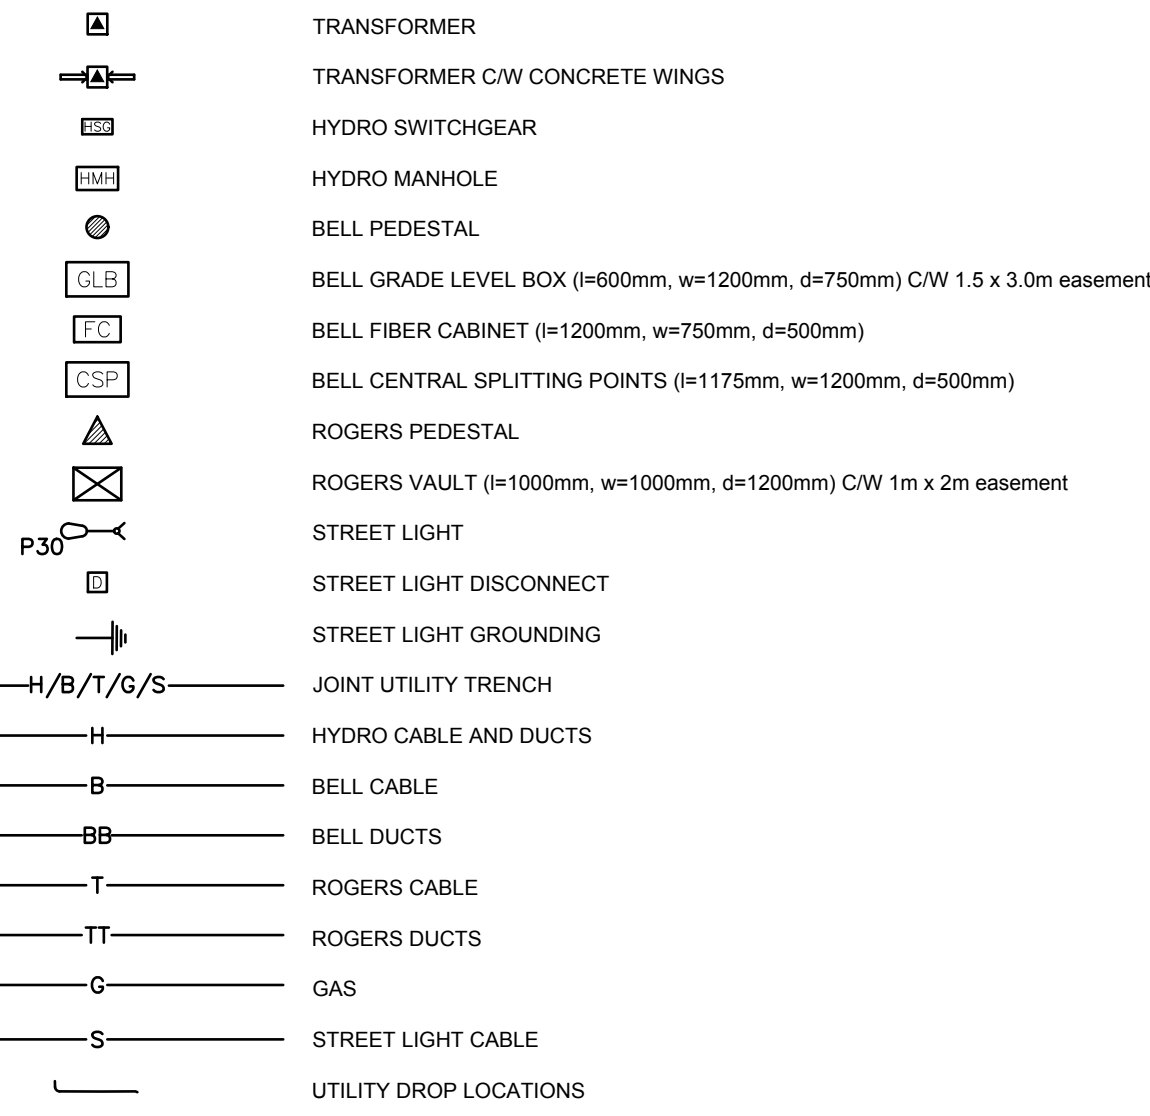 TRANSFORMER
TRANSFORMER C/W CONCRETE WINGS
HSG HYDRO SWITCHGEAR
HMH HYDRO MANHOLE
BELL PEDESTAL
GLB BELL GRADE LEVEL BOX (l=600mm, w=1200mm, d=750mm) C/W 1.5 x 3.0m easement
FC BELL FIBER CABINET (l=1200mm, w=750mm, d=500mm)
CSP BELL CENTRAL SPLITTING POINTS (l=1175mm, w=1200mm, d=500mm)
ROGERS PEDESTAL
ROGERS VAULT (l=1000mm, w=1000mm, d=1200mm) C/W 1m x 2m easement
P30 STREET LIGHT
D STREET LIGHT DISCONNECT
STREET LIGHT GROUNDING
H/B/T/G/S JOINT UTILITY TRENCH
H HYDRO CABLE AND DUCTS
B BELL CABLE
BB BELL DUCTS
T ROGERS CABLE
TT ROGERS DUCTS
G GAS
S STREET LIGHT CABLE
UTILITY DROP LOCATIONS